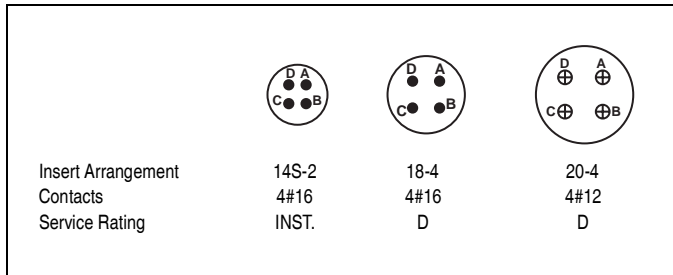 D A D A D A
C B C B C B
Insert Arrangement 14S-2 18-4 20-4
Contacts 4#16 4#16 4#12
Service Rating INST. D D